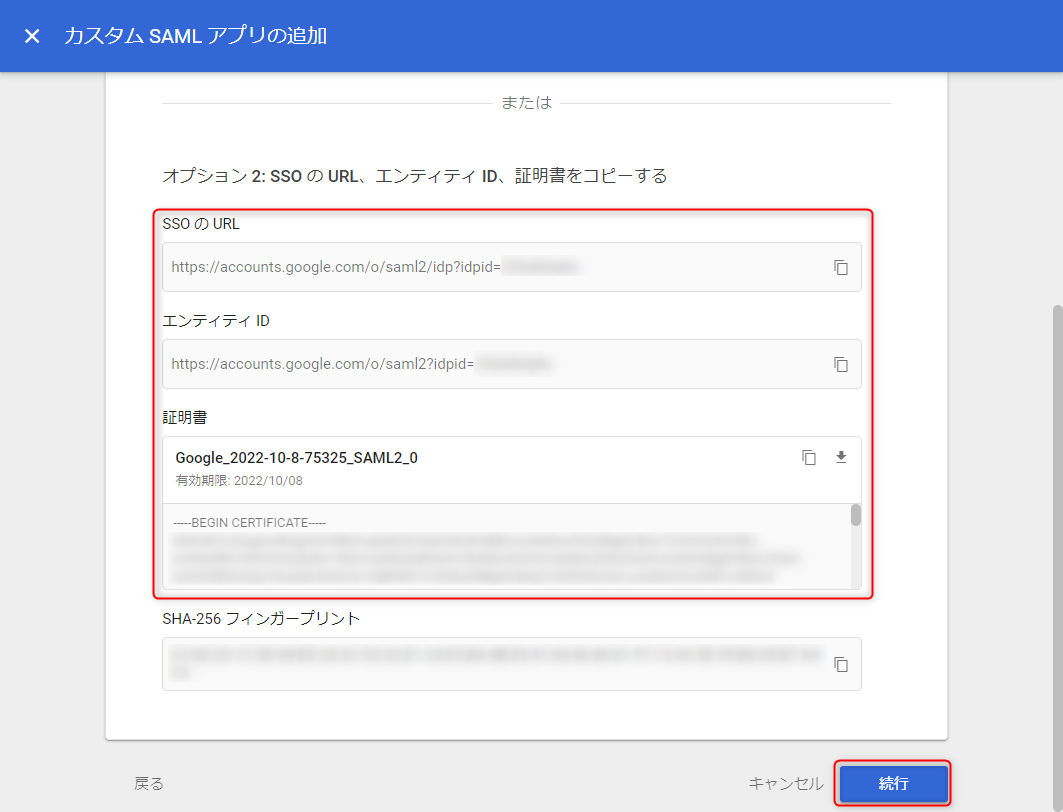 カスタム SAML アプリの追加
または
オプション 2: SSO の URL、エンティティ ID、証明書をコピーする
SSO の URL
https://accounts.google.com/o/saml2/idp?idpid=
エンティティ ID
https://accounts.google.com/o/saml2?idpid=
証明書
Google_2022-10-8-75325_SAML2_0
有効期限: 2022/10/08
-----BEGIN CERTIFICATE-----
SHA-256 フィンガープリント
戻る
キャンセル
続行